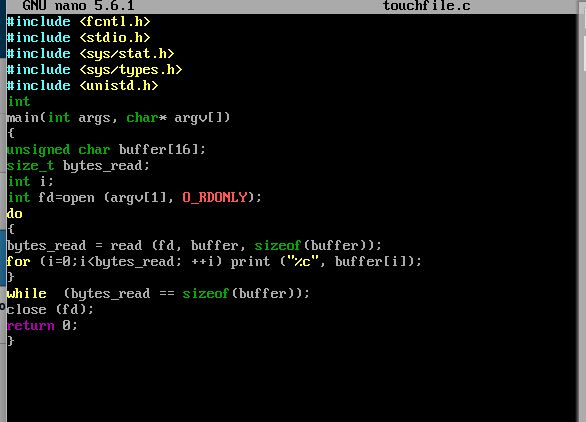 GNU nano 5.6.1 touchfile.c
#include <fcntl.h>
#include <stdio.h>
#include <sys/stat.h>
#include <sys/types.h>
#include <unistd.h>
int
main(int args, char* argv[])
{
unsigned char buffer[16];
size_t bytes_read;
int i;
int fd=open (argv[1], O_RDONLY);
do
{
bytes_read = read (fd, buffer, sizeof(buffer));
for (i=0;i<bytes_read; ++i) print ("%c", buffer[i]);
}
while  (bytes_read == sizeof(buffer));
close (fd);
return 0;
}